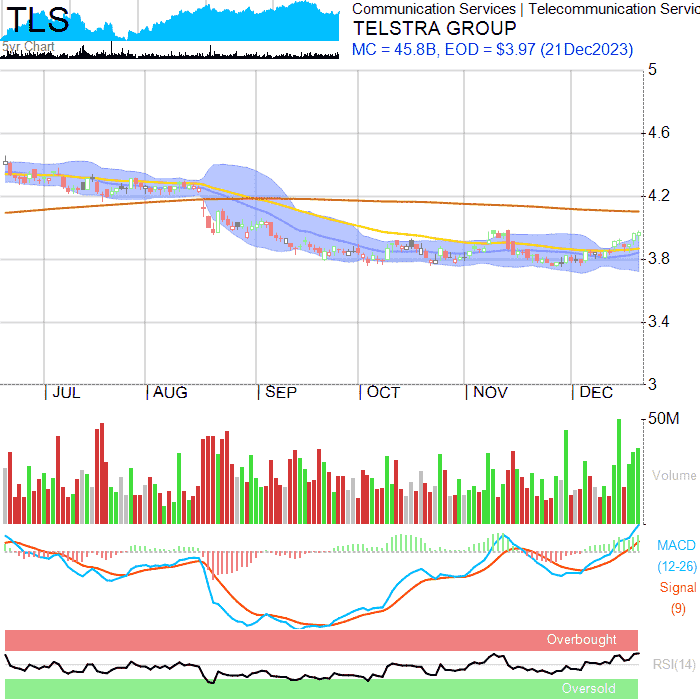 TLS
5yr Chart
Communication Services | Telecommunication Servic
TELSTRA GROUP
MC = 45.8B, EOD = $3.97 (21Dec2023)
5
4.6
4.2
3.8
3.4
3
| JUL | AUG | SEP | OCT | NOV | DEC
50M
Volume
MACD
(12-26)
Signal
(9)
Overbought
RSI(14)
Oversold